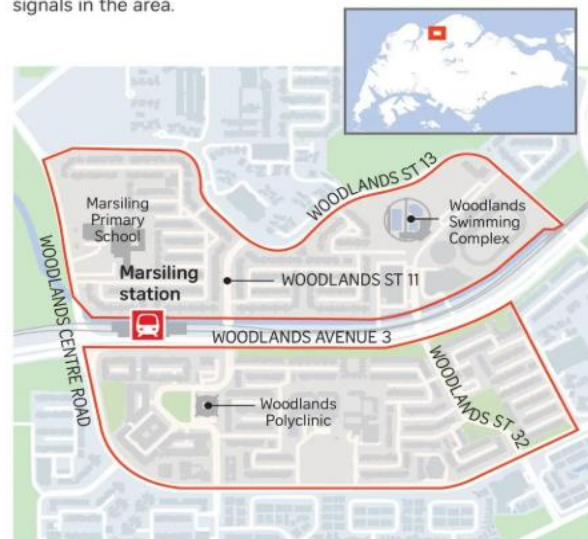 signals in the area.
WOODLANDS ST 13
Marsiling
Primary
School
Woodlands
Swimming
Complex
WOODLANDS CENTRE ROAD
Marsiling
station
WOODLANDS ST 11
WOODLANDS AVENUE 3
Woodlands
Polyclinic
WOODLANDS ST 32